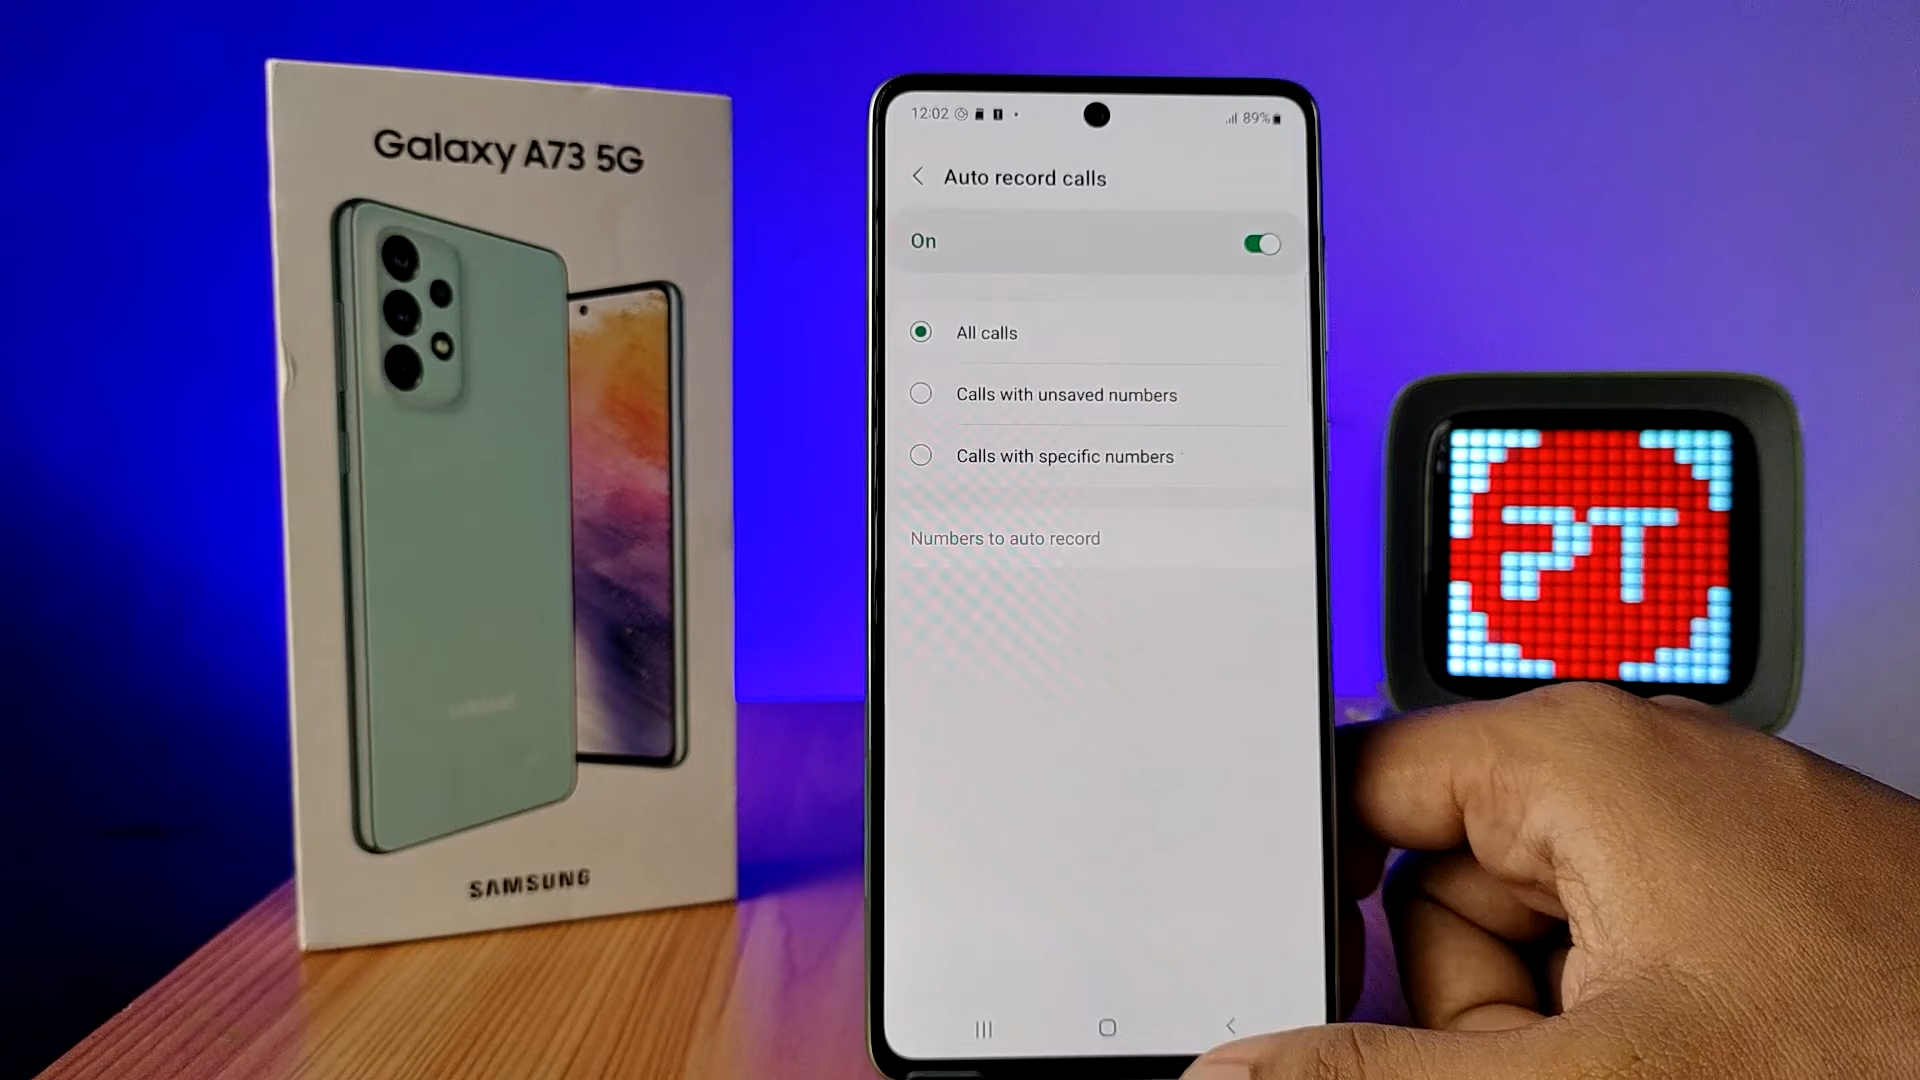 Galaxy A73 5G
SAMSUNG
12:02
89%
Auto record calls
On
All calls
Calls with unsaved numbers
Calls with specific numbers
Numbers to auto record
PT